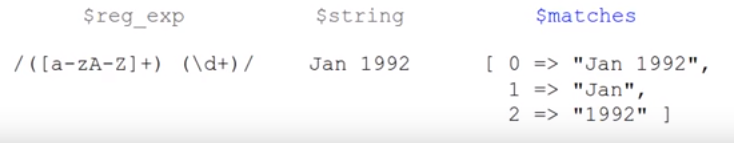 $reg_exp $string $matches
/([a-zA-Z]+) (\d+)/ Jan 1992 [ 0 => "Jan 1992",
1 => "Jan",
2 => "1992" ]